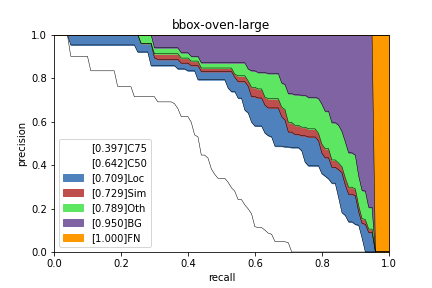 bbox-oven-large
precision
1.0
0.8
0.6
0.4
0.2
0.0
[0.397]C75
[0.642]C50
[0.709]Loc
[0.729]Sim
[0.789]Oth
[0.950]BG
[1.000]FN
0.0 0.2 0.4 0.6 0.8 1.0
recall